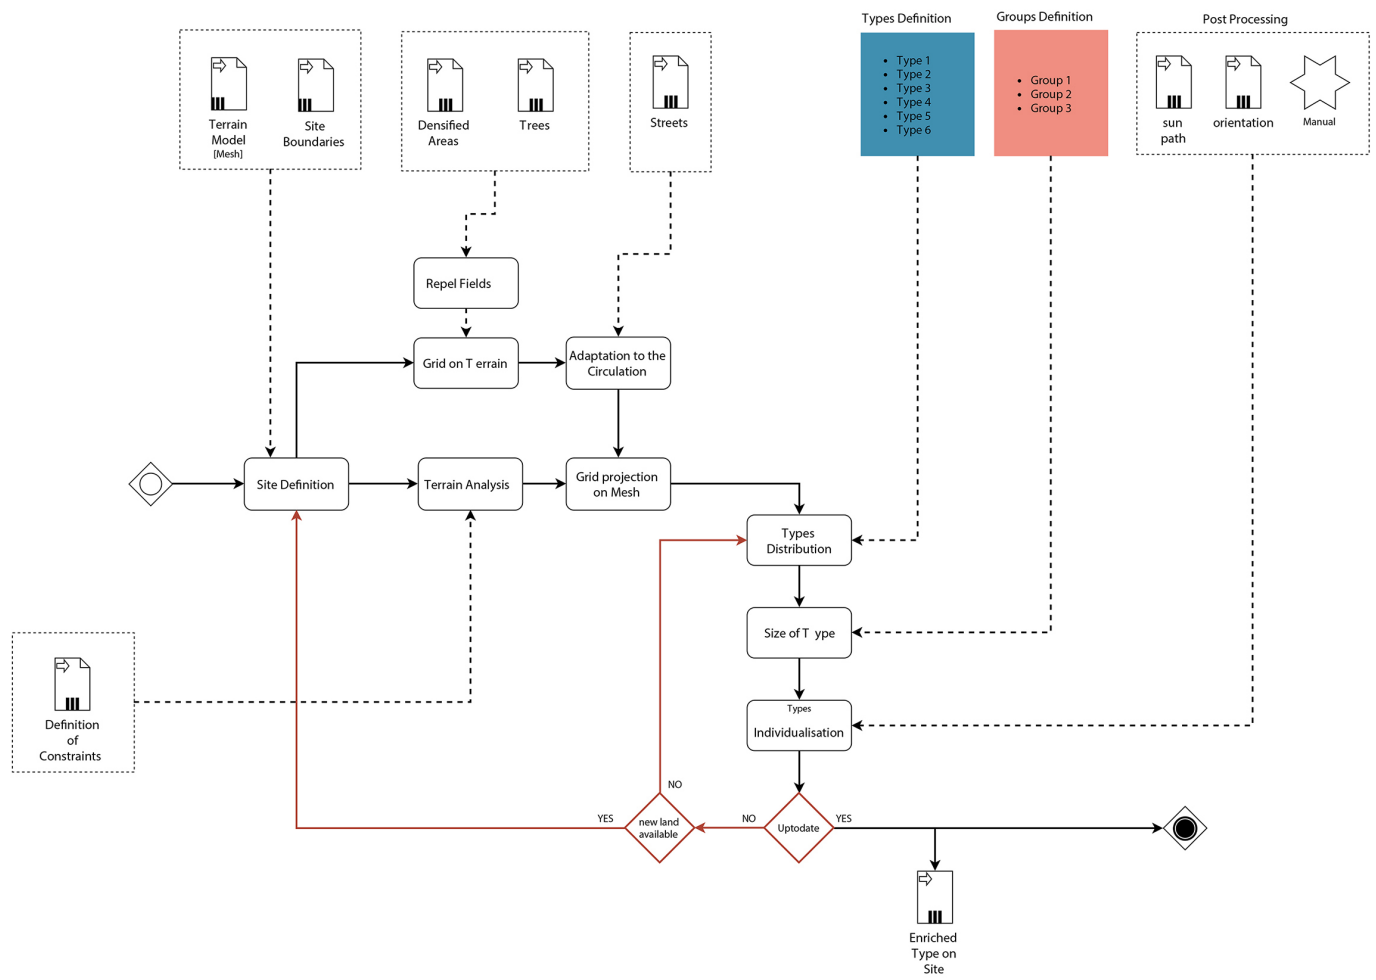 Types Definition
Groups Definition
Post Processing
Terrain
Model
[Mesh]
Site
Boundaries
Densified
Areas
Trees
Streets
• Type 1
• Type 2
• Type 3
• Type 4
• Type 5
• Type 6
• Group 1
• Group 2
• Group 3
sun
path
orientation
Manual
Repel Fields
Grid on T errain
Adaptation to the
Circulation
Site Definition
Terrain Analysis
Grid projection
on Mesh
Types
Distribution
Size of T ype
Types
Individualisation
Definition
of
Constraints
NO
YES
new land
available
NO
Uptodate
YES
Enriched
Type on
Site